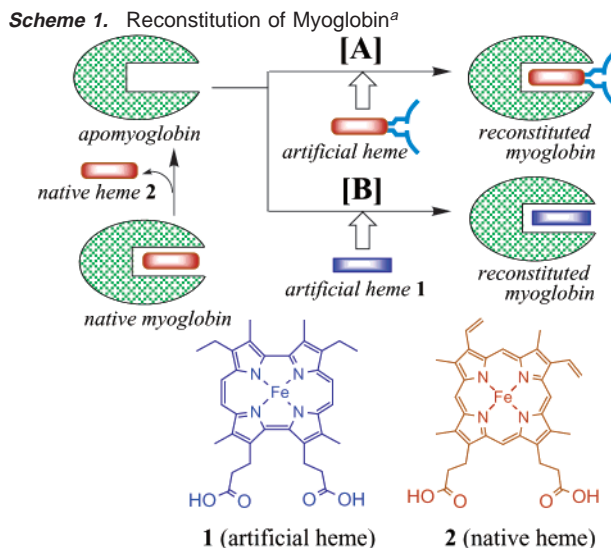 Scheme 1. Reconstitution of Myoglobin^a
[A]
apomyoglobin
artificial heme
reconstituted
myoglobin
native heme 2
[B]
native myoglobin
artificial heme 1
reconstituted
myoglobin
N N
Fe
N N
HO O O OH
1 (artificial heme)
N N
Fe
N N
HO O O OH
2 (native heme)